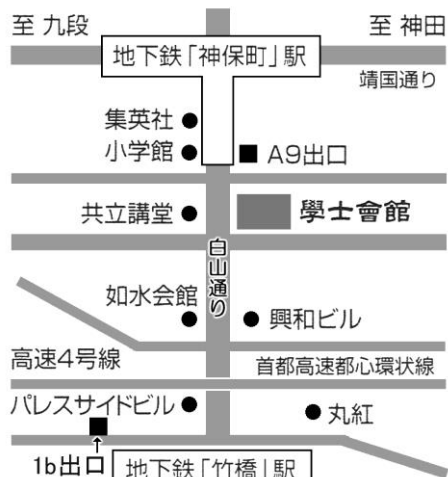 至 九段
至 神田
地下鉄「神保町」駅
靖国通り
集英社
小学館
A9出口
共立講堂
學士會館
白山通り
如水会館
興和ビル
高速4号線
首都高速都心環状線
パレスサイドビル
丸紅
1b出口
地下鉄「竹橋」駅